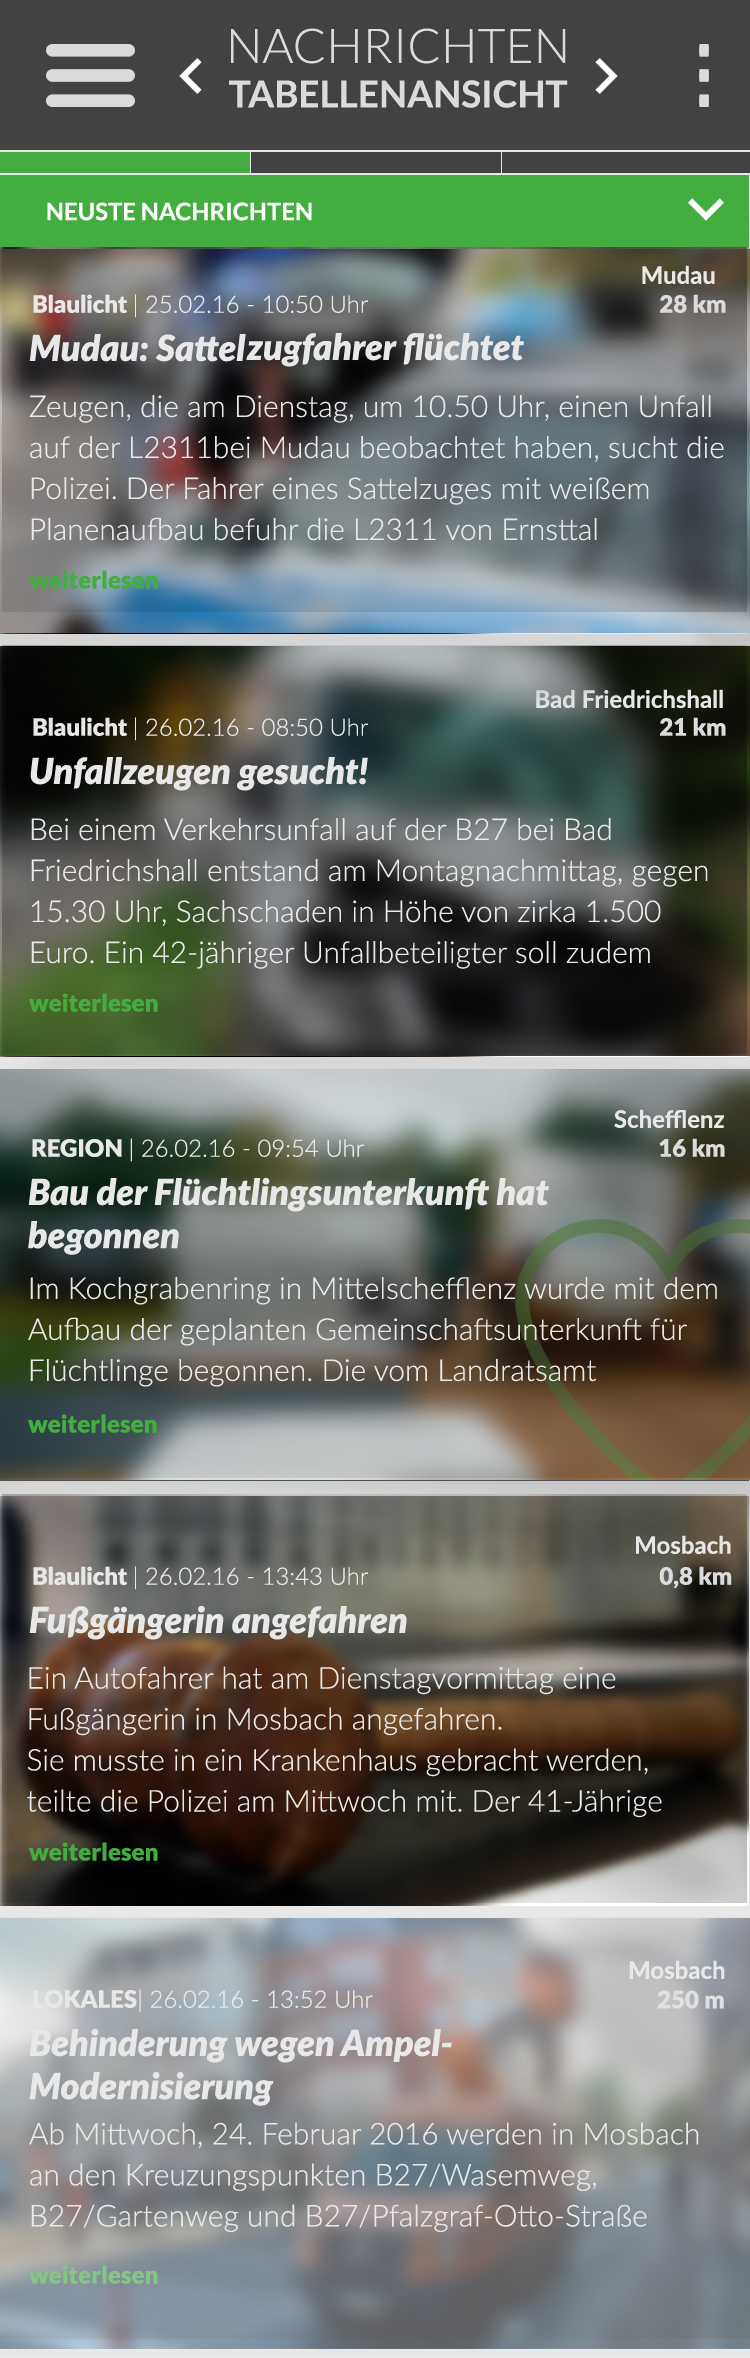 NACHRICHTEN
TABELLENANSICHT
NEUSTE NACHRICHTEN
Mudau
Blaulicht | 25.02.16 - 10:50 Uhr
28 km
Mudau: Sattelzugfahrer flüchtet
Zeugen, die am Dienstag, um 10.50 Uhr, einen Unfall
auf der L2311bei Mudau beobachtet haben, sucht die
Polizei. Der Fahrer eines Sattelzuges mit weißem
Planenaufbau befuhr die L2311 von Ernsttal
weiterlesen
Bad Friedrichshall
Blaulicht | 26.02.16 - 08:50 Uhr
21 km
Unfallzeugen gesucht!
Bei einem Verkehrsunfall auf der B27 bei Bad
Friedrichshall entstand am Montagnachmittag, gegen
15.30 Uhr, Sachschaden in Höhe von zirka 1.500
Euro. Ein 42-jähriger Unfallbeteiligter soll zudem
weiterlesen
Schefflenz
REGION | 26.02.16 - 09:54 Uhr
16 km
Bau der Flüchtlingsunterkunft hat
begonnen
Im Kochgrabenring in Mittelschefflenz wurde mit dem
Aufbau der geplanten Gemeinschaftsunterkunft für
Flüchtlinge begonnen. Die vom Landratsamt
weiterlesen
Mosbach
Blaulicht | 26.02.16 - 13:43 Uhr
0,8 km
Fußgängerin angefahren
Ein Autofahrer hat am Dienstagvormittag eine
Fußgängerin in Mosbach angefahren.
Sie musste in ein Krankenhaus gebracht werden,
teilte die Polizei am Mittwoch mit. Der 41-Jährige
weiterlesen
Mosbach
LOKALES| 26.02.16 - 13:52 Uhr
250 m
Behinderung wegen Ampel-
Modernisierung
Ab Mittwoch, 24. Februar 2016 werden in Mosbach
an den Kreuzungspunkten B27/Wasemweg,
B27/Gartenweg und B27/Pfalzgraf-Otto-Straße
weiterlesen